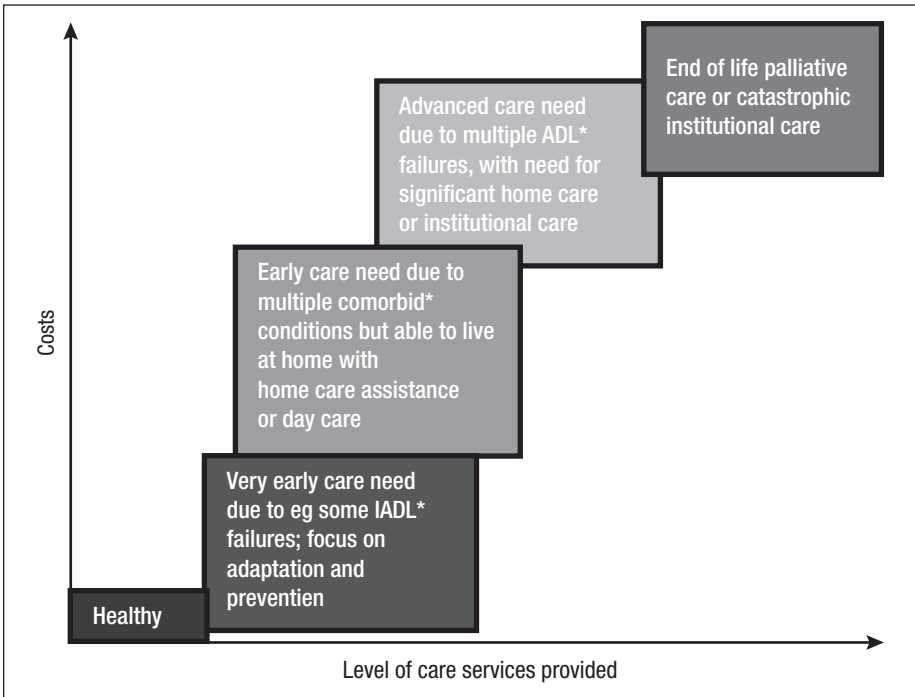 End of life palliative
care or catastrophic
institutional care
Advanced care need
due to multiple ADL*
failures, with need for
significant home care
or institutional care
Early care need due to
multiple comorbid*
conditions but able to live
at home with
home care assistance
or day care
Very early care need
due to eg some IADL*
failures; focus on
adaptation and
prevention
Healthy
Costs
Level of care services provided